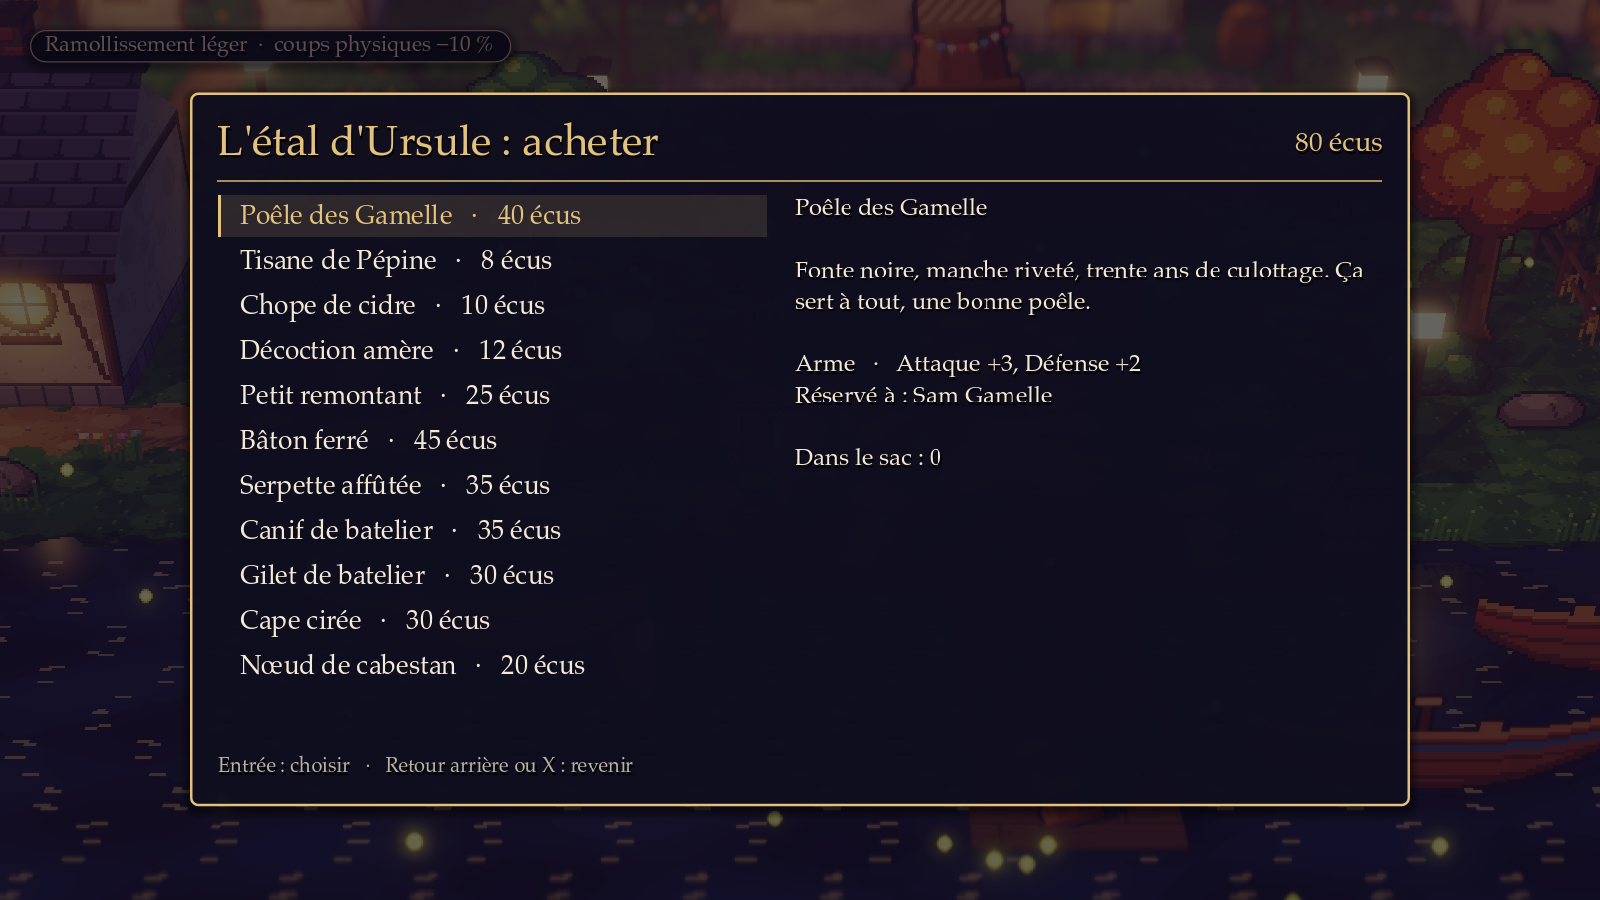 Ramollissement léger · coups physiques −10 %
L'étal d'Ursule : acheter
80 écus
Poêle des Gamelle · 40 écus
Tisane de Pépine · 8 écus
Chope de cidre · 10 écus
Décoction amère · 12 écus
Petit remontant · 25 écus
Bâton ferré · 45 écus
Serpette affûtée · 35 écus
Canif de batelier · 35 écus
Gilet de batelier · 30 écus
Cape cirée · 30 écus
Nœud de cabestan · 20 écus
Poêle des Gamelle
Fonte noire, manche riveté, trente ans de culottage. Ça
sert à tout, une bonne poêle.
Arme · Attaque +3, Défense +2
Réservé à : Sam Gamelle
Dans le sac : 0
Entrée : choisir · Retour arrière ou X : revenir